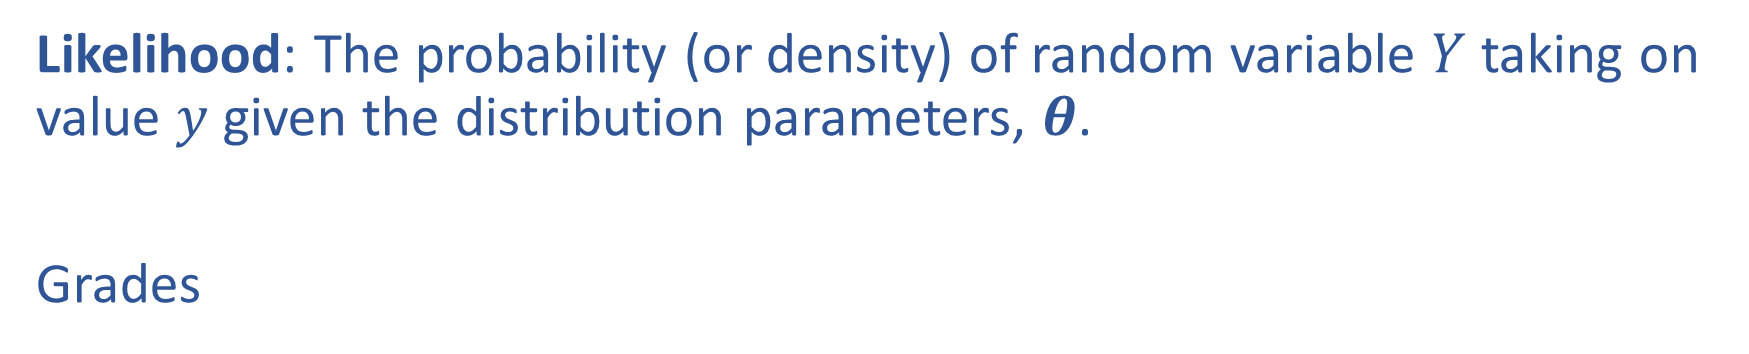 Likelihood: The probability (or density) of random variable Y taking on
value y given the distribution parameters, θ.
Grades